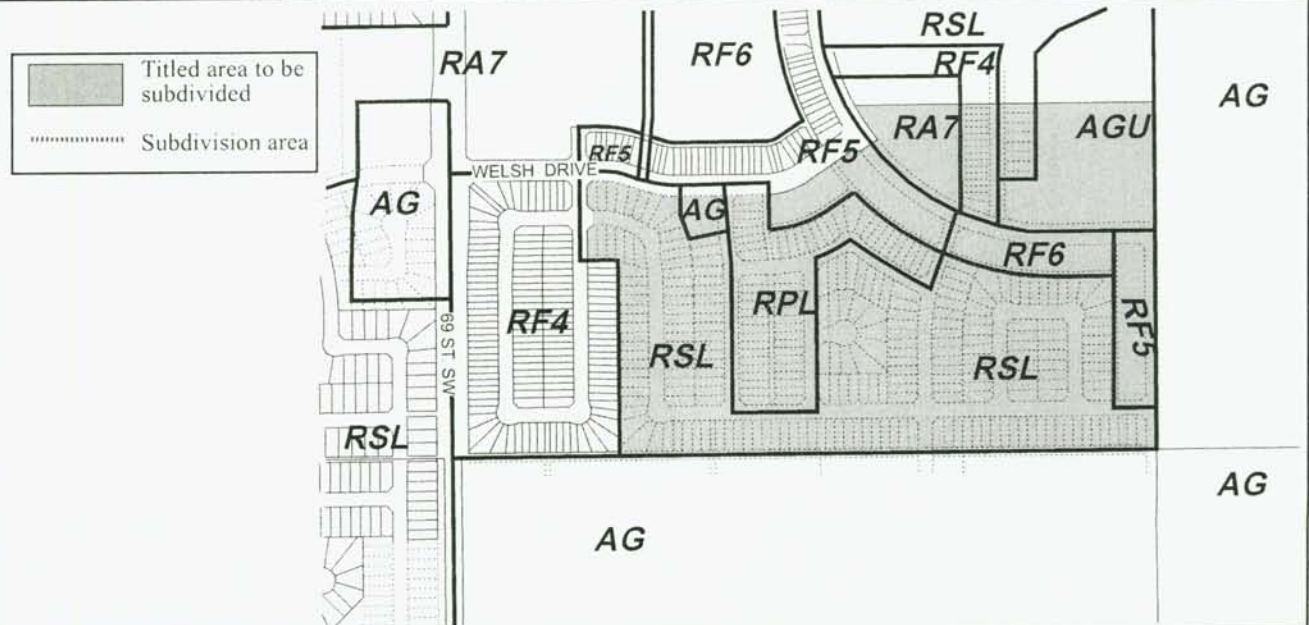 Titled area to be
subdivided
Subdivision area
RSL
RA7
RF6
RF4
AG
RA7
AGU
RF5
RF5
WELSH DRIVE
AG
AG
RF6
RPL
RF4
RF5
RSL
RSL
69 ST SW
RSL
AG
AG